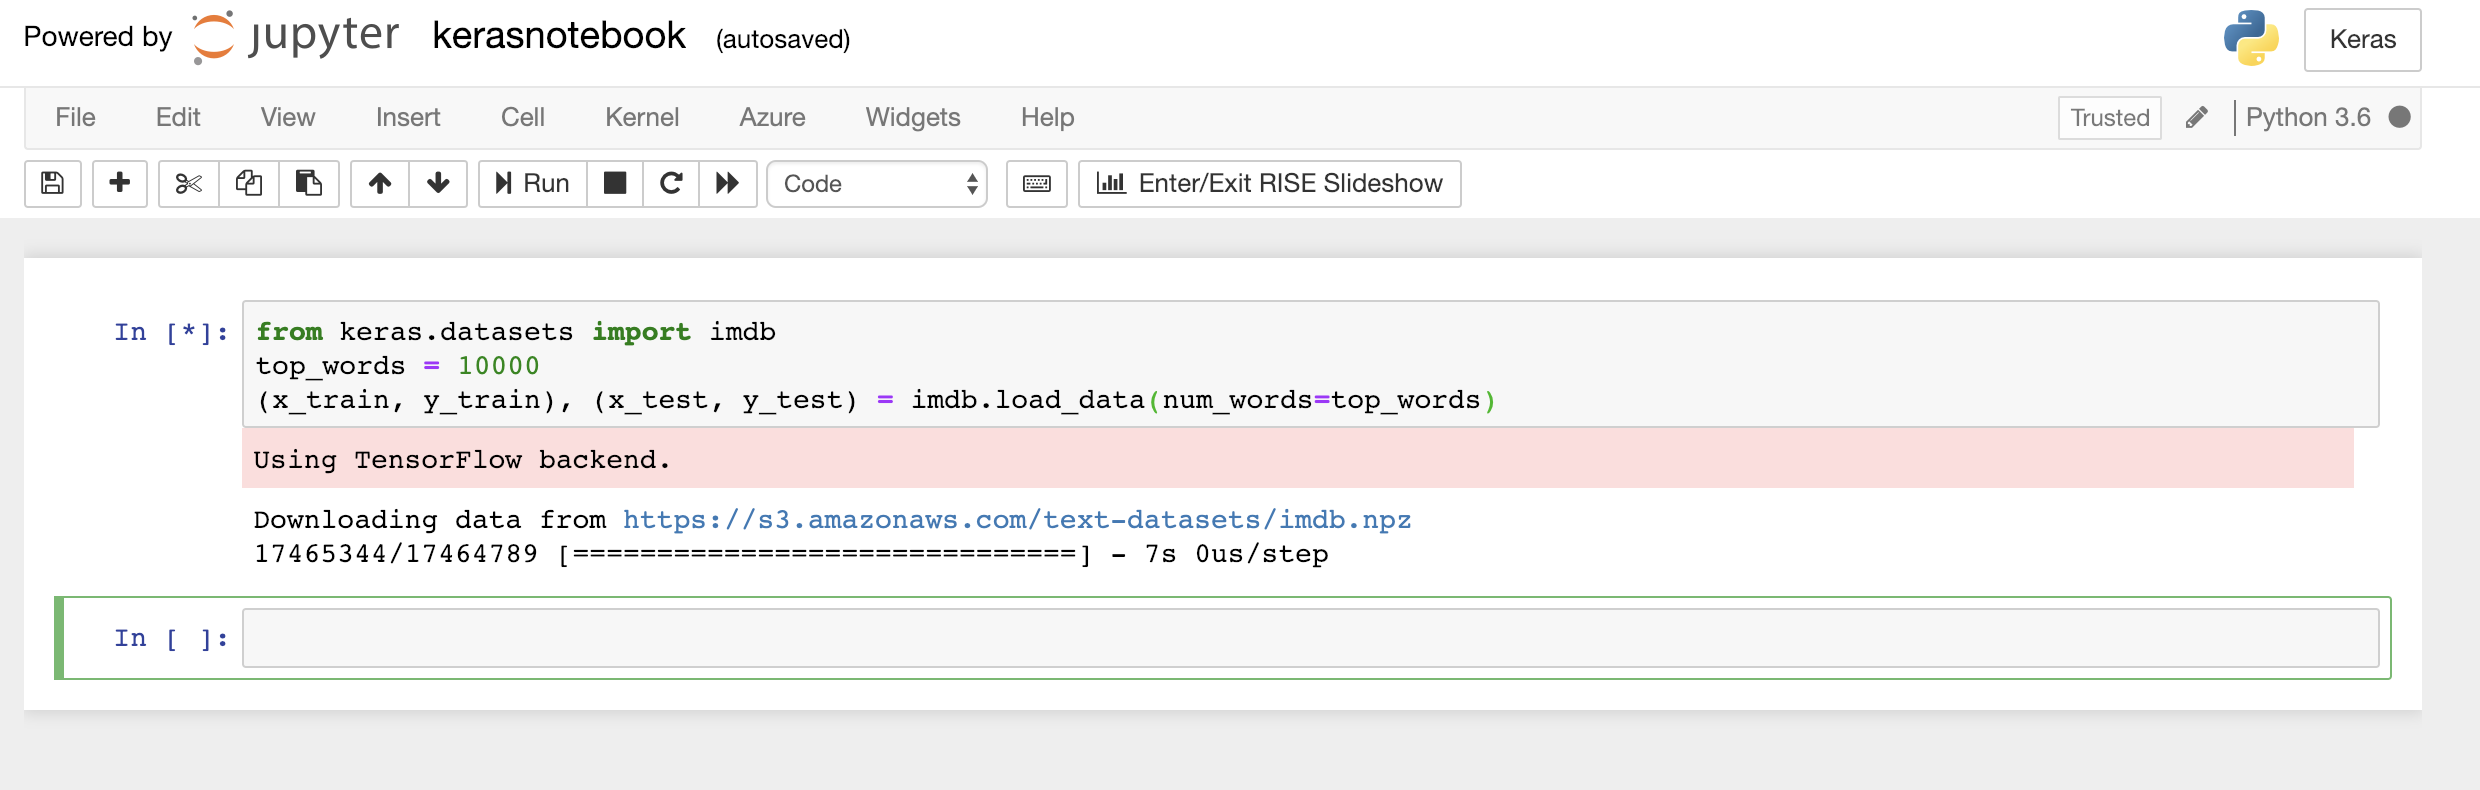 Powered by jupyter kerasnotebook (autosaved) Keras
File Edit View Insert Cell Kernel Azure Widgets Help Trusted Python 3.6
Run Code Enter/Exit RISE Slideshow
In [*]: from keras.datasets import imdb
top_words = 10000
(x_train, y_train), (x_test, y_test) = imdb.load_data(num_words=top_words)
Using TensorFlow backend.
Downloading data from https://s3.amazonaws.com/text-datasets/imdb.npz
17465344/17464789 [==============================] - 7s 0us/step
In [ ]: